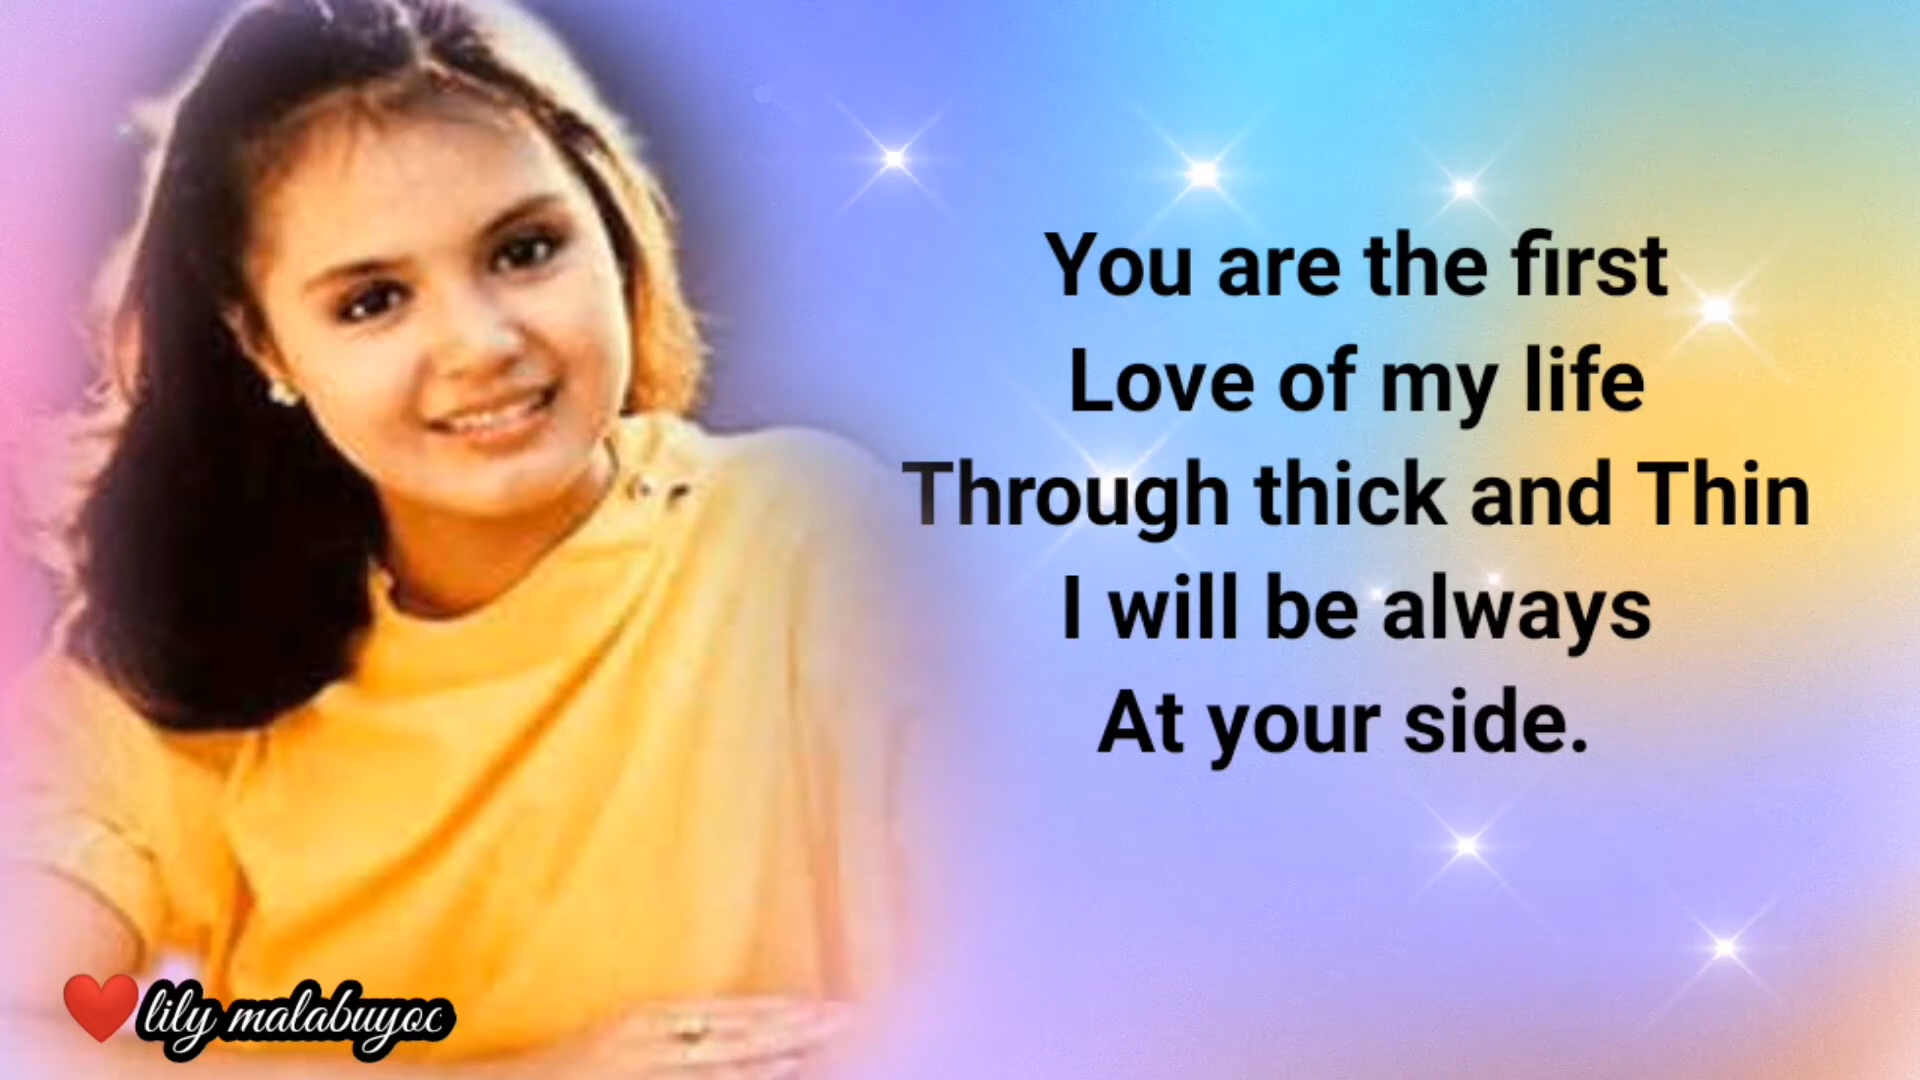 You are the first
Love of my life
Through thick and Thin
I will be always
At your side.
lily malabuyoc